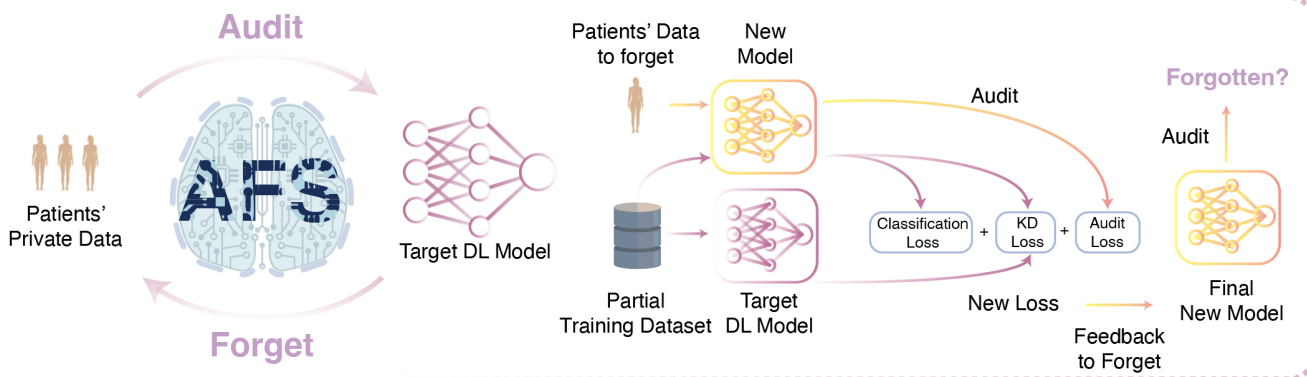 Audit
AFS
Patients'
Private Data
Target DL Model
Forget
Patients' Data
to forget
New
Model
Audit
Partial
Training Dataset
Target
DL Model
Classification
Loss
+
KD
Loss
+
Audit
Loss
New Loss
Feedback
to Forget
Final
New Model
Audit
Forgotten?